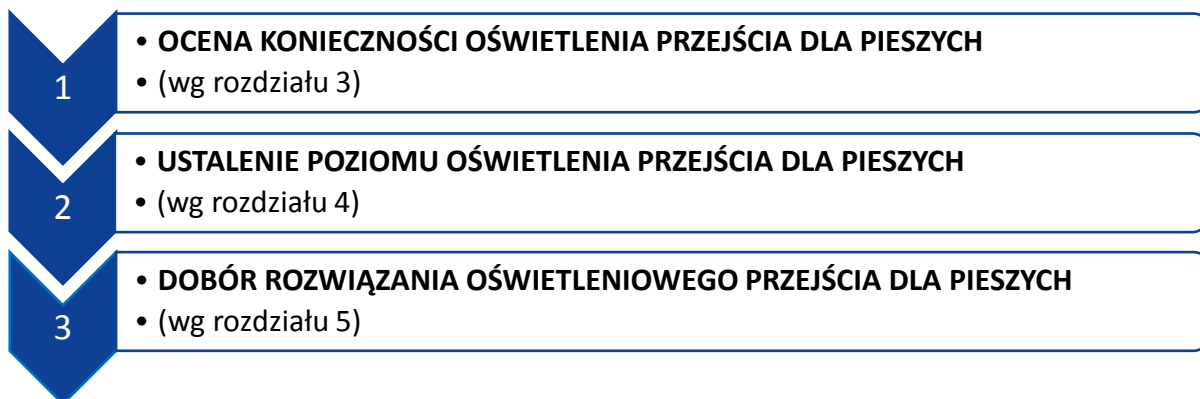 1
• OCENA KONIECZNOŚCI OŚWIETLENIA PRZEJŚCIA DLA PIESZYCH
• (wg rozdziału 3)
2
• USTALENIE POZIOMU OŚWIETLENIA PRZEJŚCIA DLA PIESZYCH
• (wg rozdziału 4)
3
• DOBÓR ROZWIĄZANIA OŚWIETLENIOWEGO PRZEJŚCIA DLA PIESZYCH
• (wg rozdziału 5)